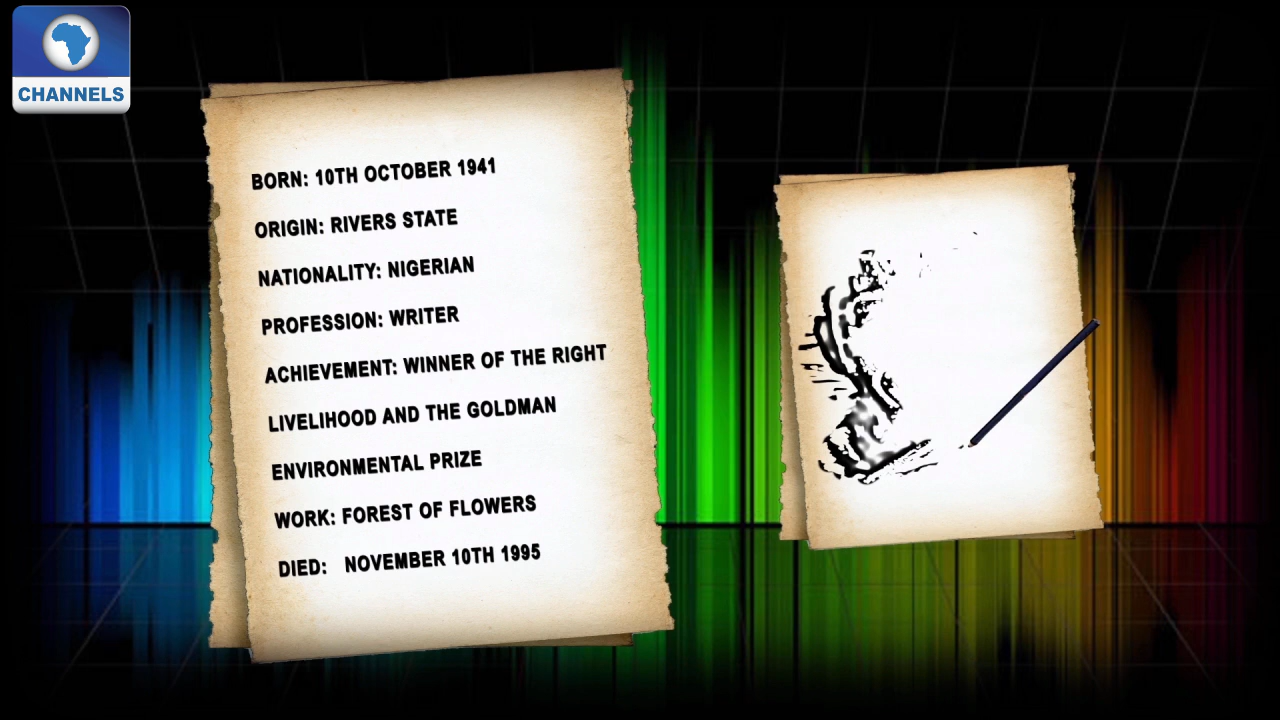 CHANNELS
BORN: 10TH OCTOBER 1941
ORIGIN: RIVERS STATE
NATIONALITY: NIGERIAN
PROFESSION: WRITER
ACHIEVEMENT: WINNER OF THE RIGHT
LIVELIHOOD AND THE GOLDMAN
ENVIRONMENTAL PRIZE
WORK: FOREST OF FLOWERS
DIED: NOVEMBER 10TH 1995